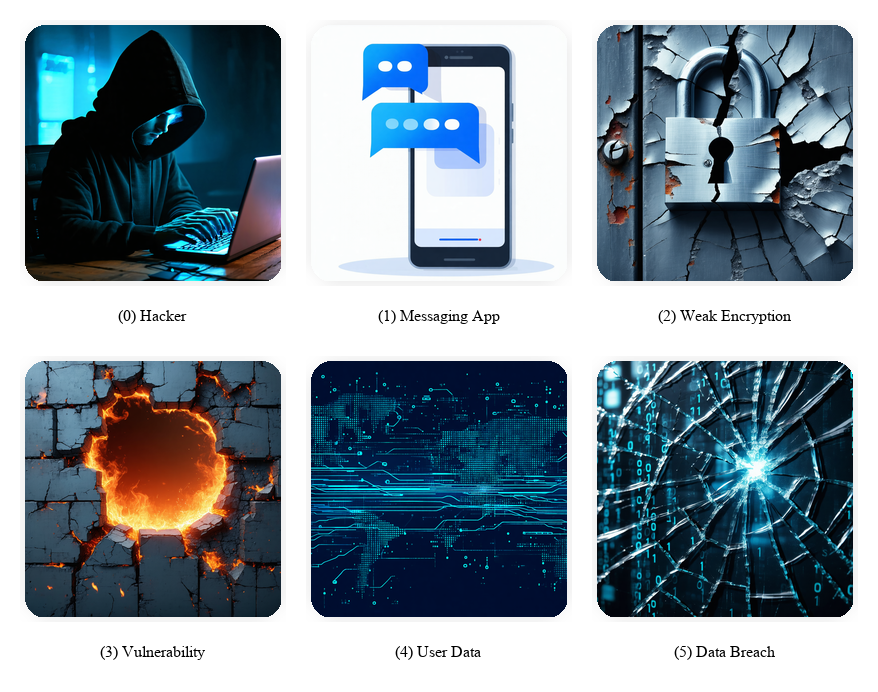 (0) Hacker
(1) Messaging App
(2) Weak Encryption
(3) Vulnerability
(4) User Data
(5) Data Breach